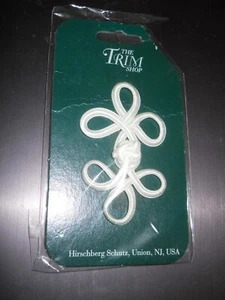 THE
TRIM
SHOP
Hirschberg Schutz, Union, NJ, USA